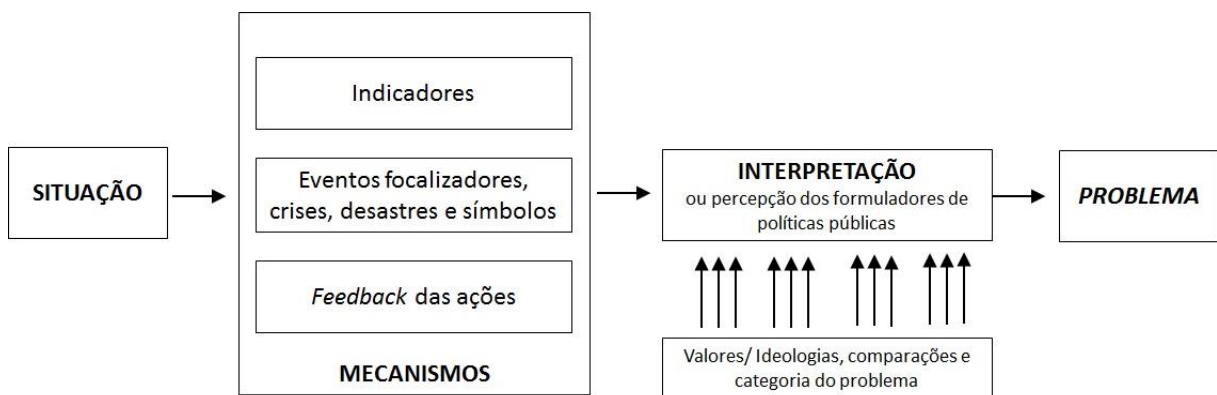 SITUAÇÃO
Indicadores
Eventos focalizadores,
crises, desastres e símbolos
Feedback das ações
MECANISMOS
INTERPRETAÇÃO
ou percepção dos formuladores de
políticas públicas
Valores/ Ideologias, comparações e
categoria do problema
PROBLEMA